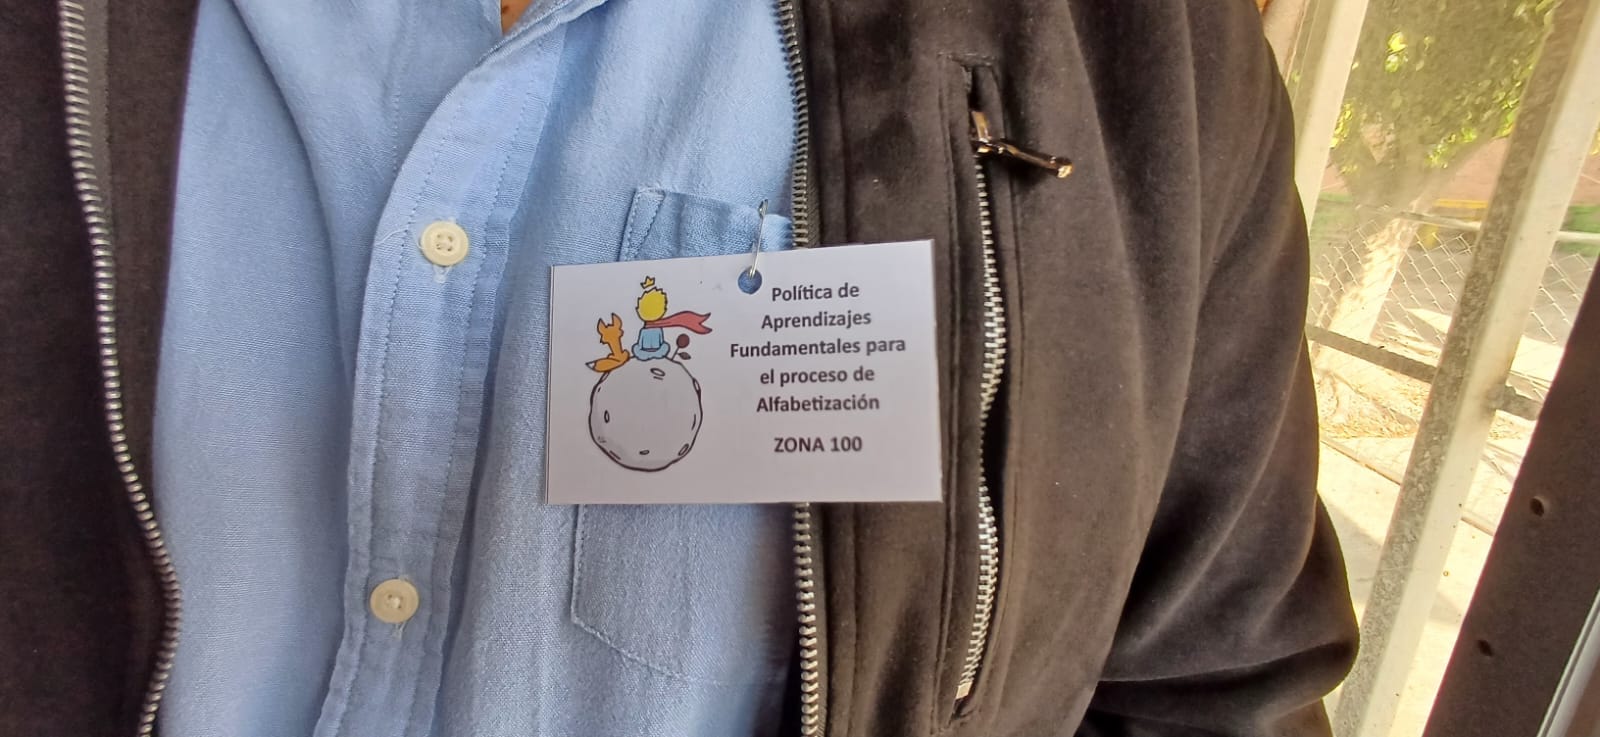 Política de
Aprendizajes
Fundamentales para
el proceso de
Alfabetización
ZONA 100